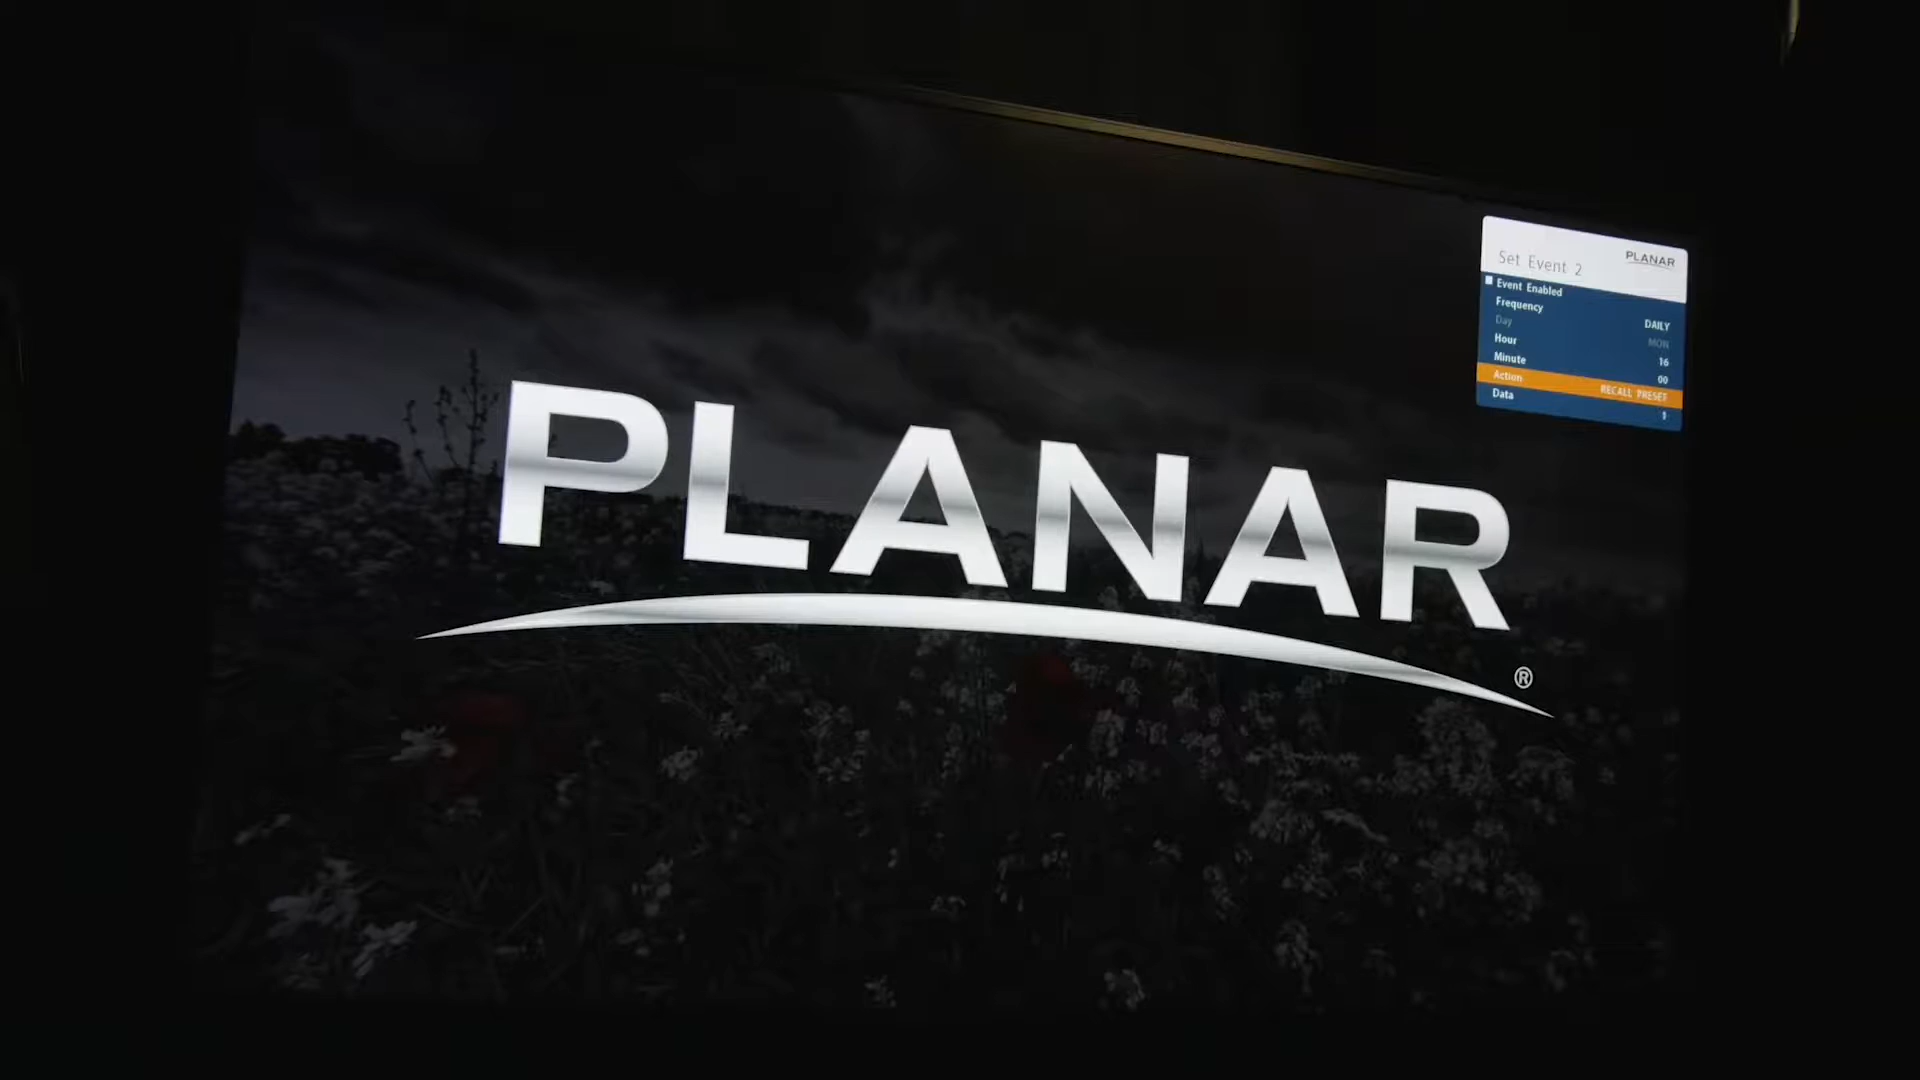 Set Event 2
PLANAR
Event Enabled
Frequency DAILY
Day MON
Hour 16
Minute 00
Action RECALL PRESET
Data 1
PLANAR
®